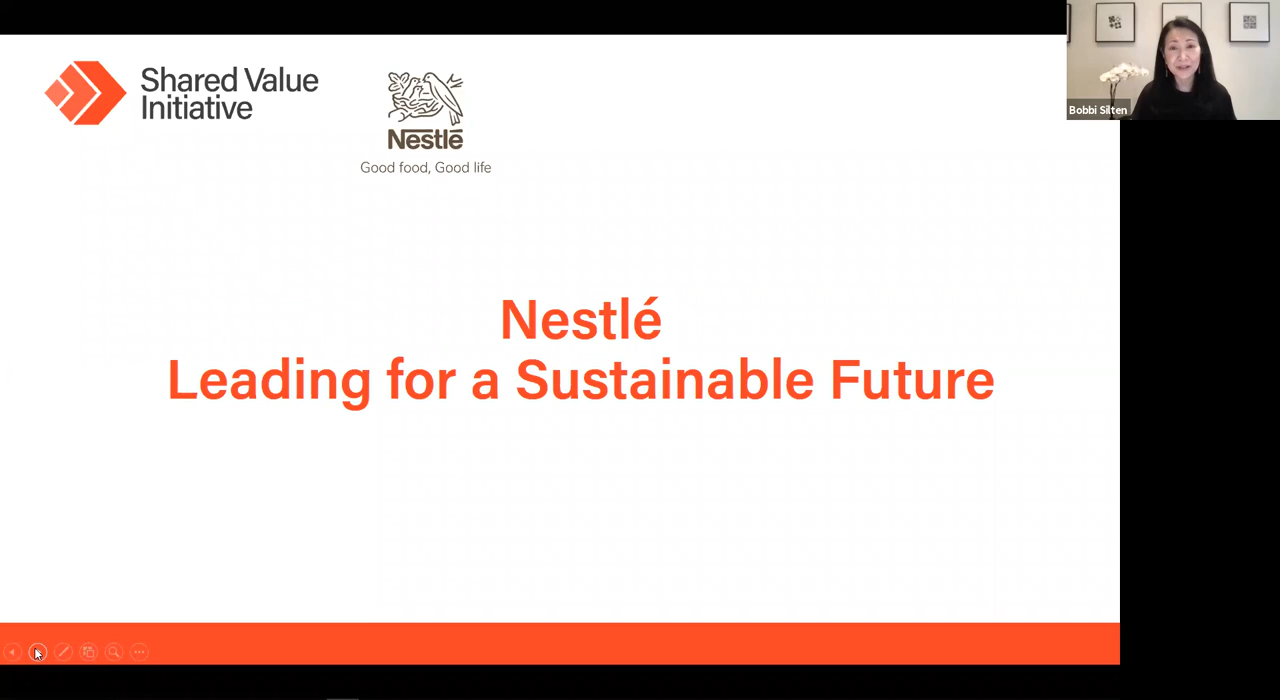 Shared Value
Initiative
Nestlé
Good food, Good life
Bobbi Silten
Nestlé
Leading for a Sustainable Future